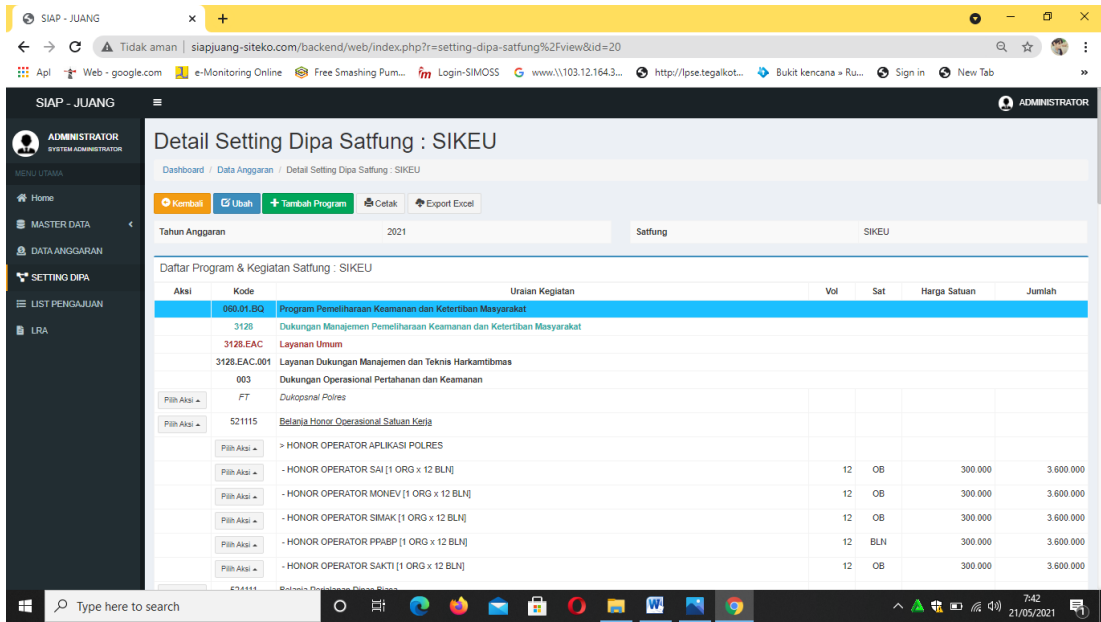 SIAP - JUANG
Tidak aman | siapjuang-siteko.com/backend/web/index.php?r=setting-dipa-satfung%2Fview&id=20
Apl Web - google.com e-Monitoring Online Free Smashing Pum... Login-SIMOSS www.\\103.12.164.3... http://lpse.tegalkot... Bukit kencana » Ru... Sign in New Tab »
SIAP - JUANG ADMINISTRATOR
ADMINISTRATOR
SYSTEM ADMINISTRATOR
MENU UTAMA
Home
MASTER DATA
DATA ANGGARAN
SETTING DIPA
LIST PENGAJUAN
LRA
Detail Setting Dipa Satfung : SIKEU
Dashboard / Data Anggaran / Detail Setting Dipa Satfung : SIKEU
Kembali Ubah Tambah Program Cetak Export Excel
Tahun Anggaran 2021 Satfung SIKEU
Daftar Program & Kegiatan Satfung : SIKEU
Aksi Kode Uraian Kegiatan Vol Sat Harga Satuan Jumlah
060.01.BQ Program Pemeliharaan Keamanan dan Ketertiban Masyarakat
3128 Dukungan Manajemen Pemeliharaan Keamanan dan Ketertiban Masyarakat
3128.EAC Layanan Umum
3128.EAC.001 Layanan Dukungan Manajemen dan Teknis Harkamtibmas
003 Dukungan Operasional Pertahanan dan Keamanan
Pilih Aksi FT Dukopsnal Polres
Pilih Aksi 521115 Belanja Honor Operasional Satuan Kerja
Pilih Aksi > HONOR OPERATOR APLIKASI POLRES
Pilih Aksi - HONOR OPERATOR SAI [1 ORG x 12 BLN] 12 OB 300.000 3.600.000
Pilih Aksi - HONOR OPERATOR MONEV [1 ORG x 12 BLN] 12 OB 300.000 3.600.000
Pilih Aksi - HONOR OPERATOR SIMAK [1 ORG x 12 BLN] 12 OB 300.000 3.600.000
Pilih Aksi - HONOR OPERATOR PPABP [1 ORG x 12 BLN] 12 BLN 300.000 3.600.000
Pilih Aksi - HONOR OPERATOR SAKTI [1 ORG x 12 BLN] 12 OB 300.000 3.600.000
524111 Belanja Perjalanan Dinas Biasa
Type here to search
7:42
21/05/2021